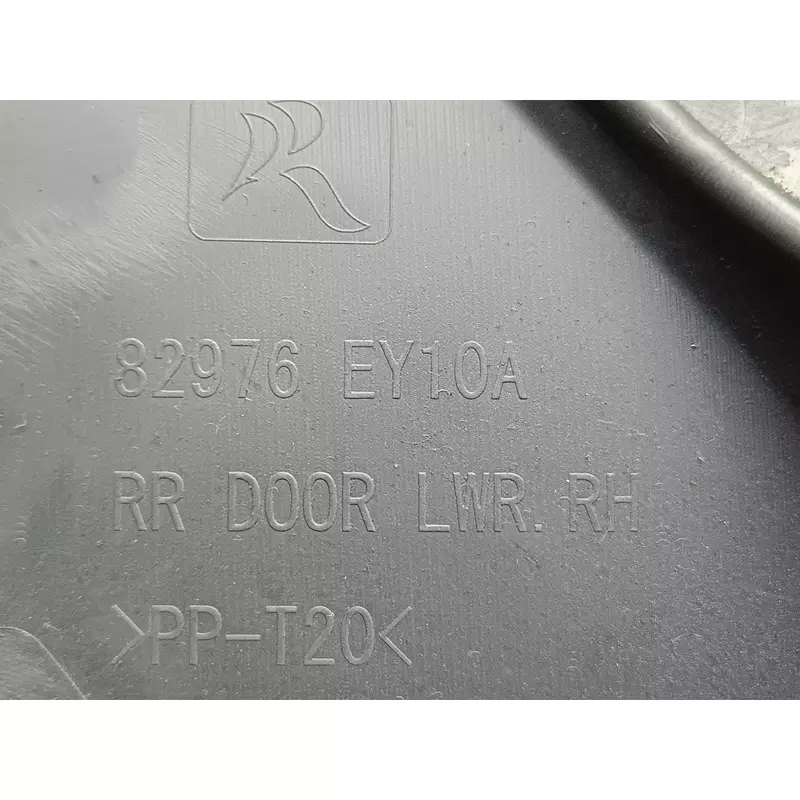 82976 EY10A
RR DOOR LWR. RH
>PP-T20<